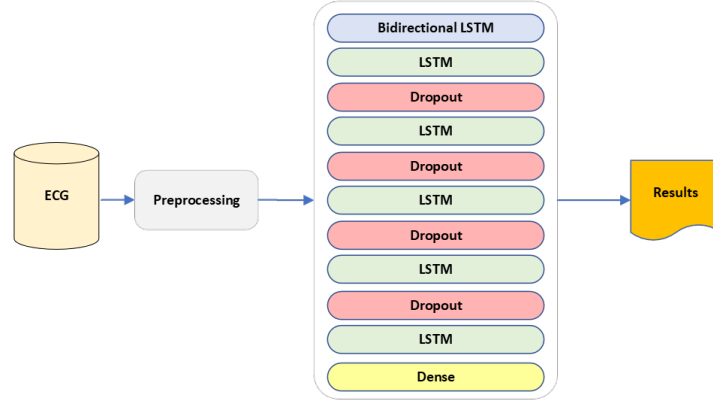 ECG
Preprocessing
Bidirectional LSTM
LSTM
Dropout
LSTM
Dropout
LSTM
Dropout
LSTM
Dropout
LSTM
Dense
Results